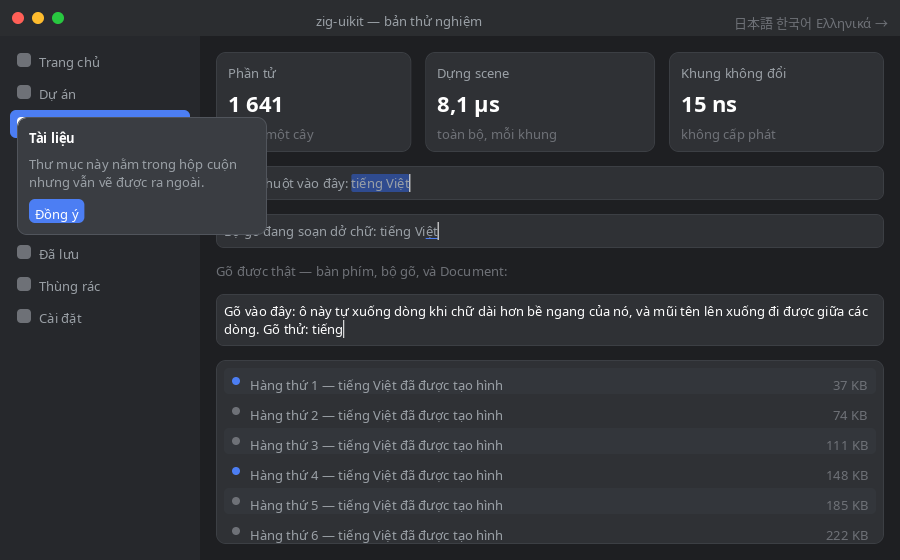 zig-uikit — bản thử nghiệm
日本語 한국어 Ελληνικά →
Trang chủ
Dự án
Tài liệu
Thư mục này nằm trong hộp cuộn
nhưng vẫn vẽ được ra ngoài.
Đồng ý
Đã lưu
Thùng rác
Cài đặt
Phần tử
1 641
một cây
Dựng scene
8,1 µs
toàn bộ, mỗi khung
Khung không đổi
15 ns
không cấp phát
vào đây: tiếng Việt
đang soạn dở chữ: tiếng Việt
Gõ được thật — bàn phím, bộ gõ, và Document:
Gõ vào đây: ô này tự xuống dòng khi chữ dài hơn bề ngang của nó, và mũi tên lên xuống đi được giữa các
dòng. Gõ thử: tiếng
Hàng thứ 1 — tiếng Việt đã được tạo hình 37 KB
Hàng thứ 2 — tiếng Việt đã được tạo hình 74 KB
Hàng thứ 3 — tiếng Việt đã được tạo hình 111 KB
Hàng thứ 4 — tiếng Việt đã được tạo hình 148 KB
Hàng thứ 5 — tiếng Việt đã được tạo hình 185 KB
Hàng thứ 6 — tiếng Việt đã được tạo hình 222 KB